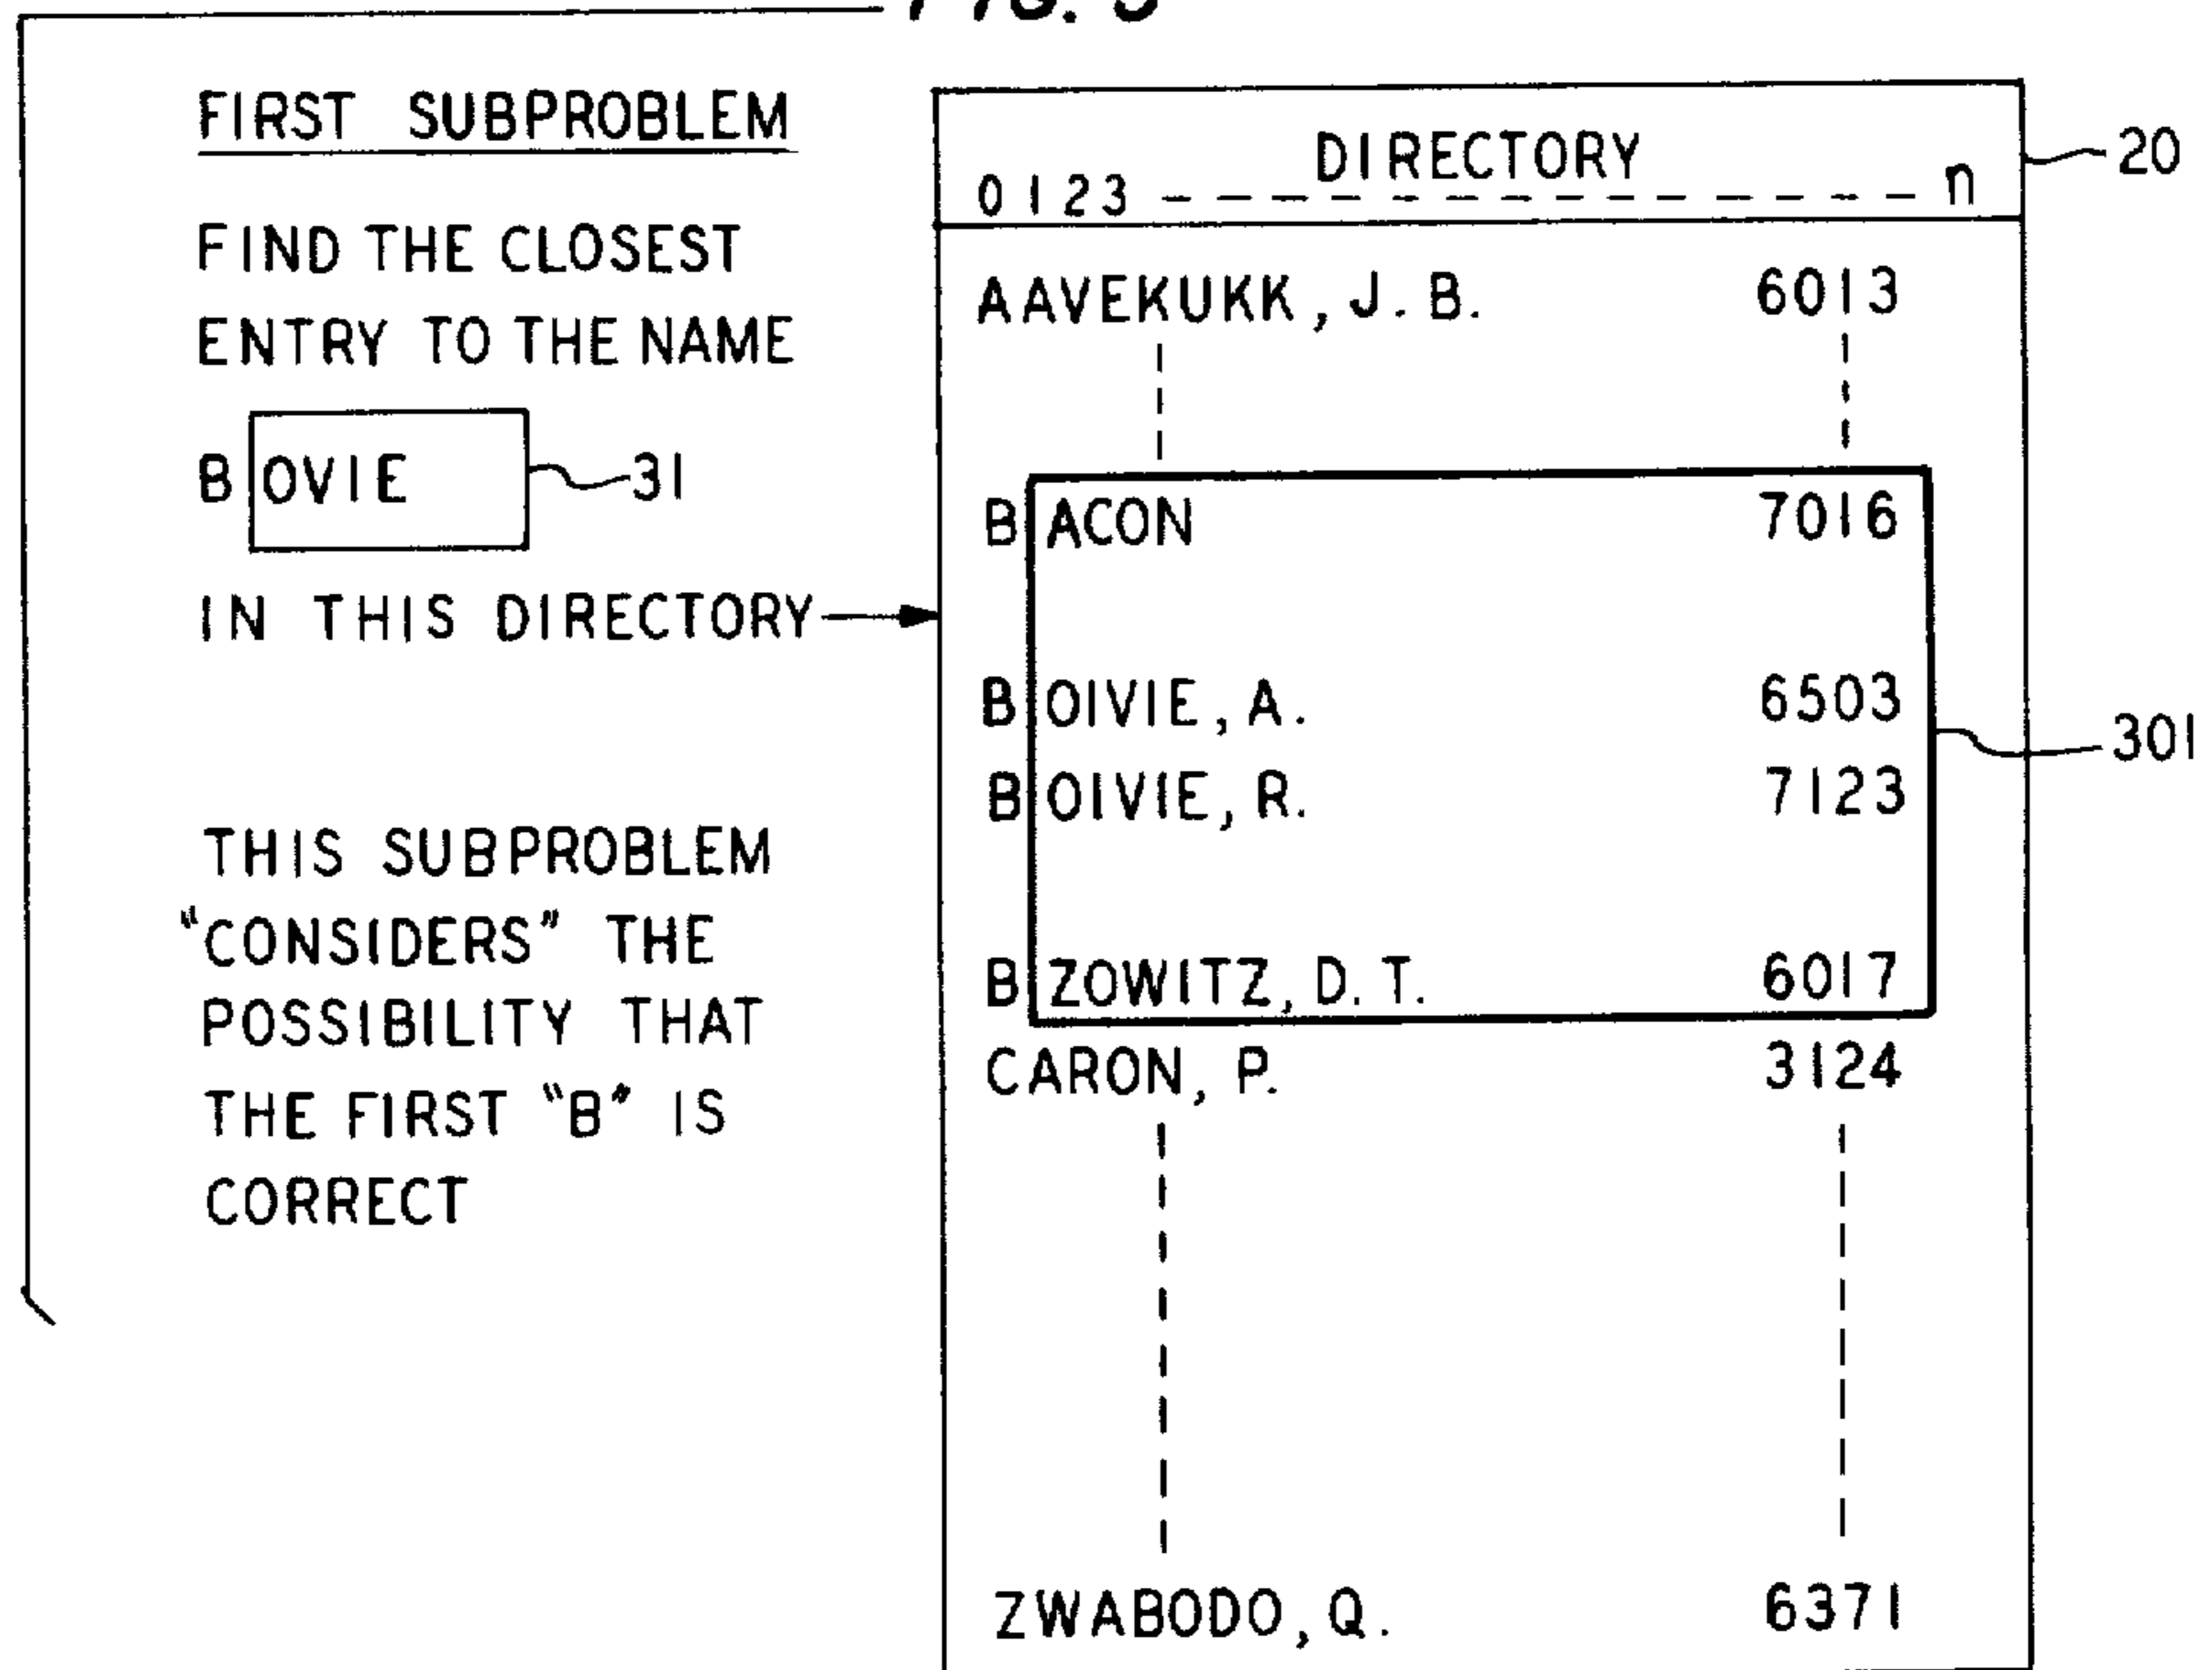 FIG. 3
FIRST SUBPROBLEM
FIND THE CLOSEST
ENTRY TO THE NAME
B OVIE
31
IN THIS DIRECTORY
THIS SUBPROBLEM
"CONSIDERS" THE
POSSIBILITY THAT
THE FIRST "B" IS
CORRECT
DIRECTORY
0 1 2 3 n
20
AAVEKUKK, J. B. 6013
B ACON 7016
B OIVIE, A. 6503
B OIVIE, R. 7123
301
B ZOWITZ, D. T. 6017
CARON, P. 3124
ZWABODO, Q. 6371